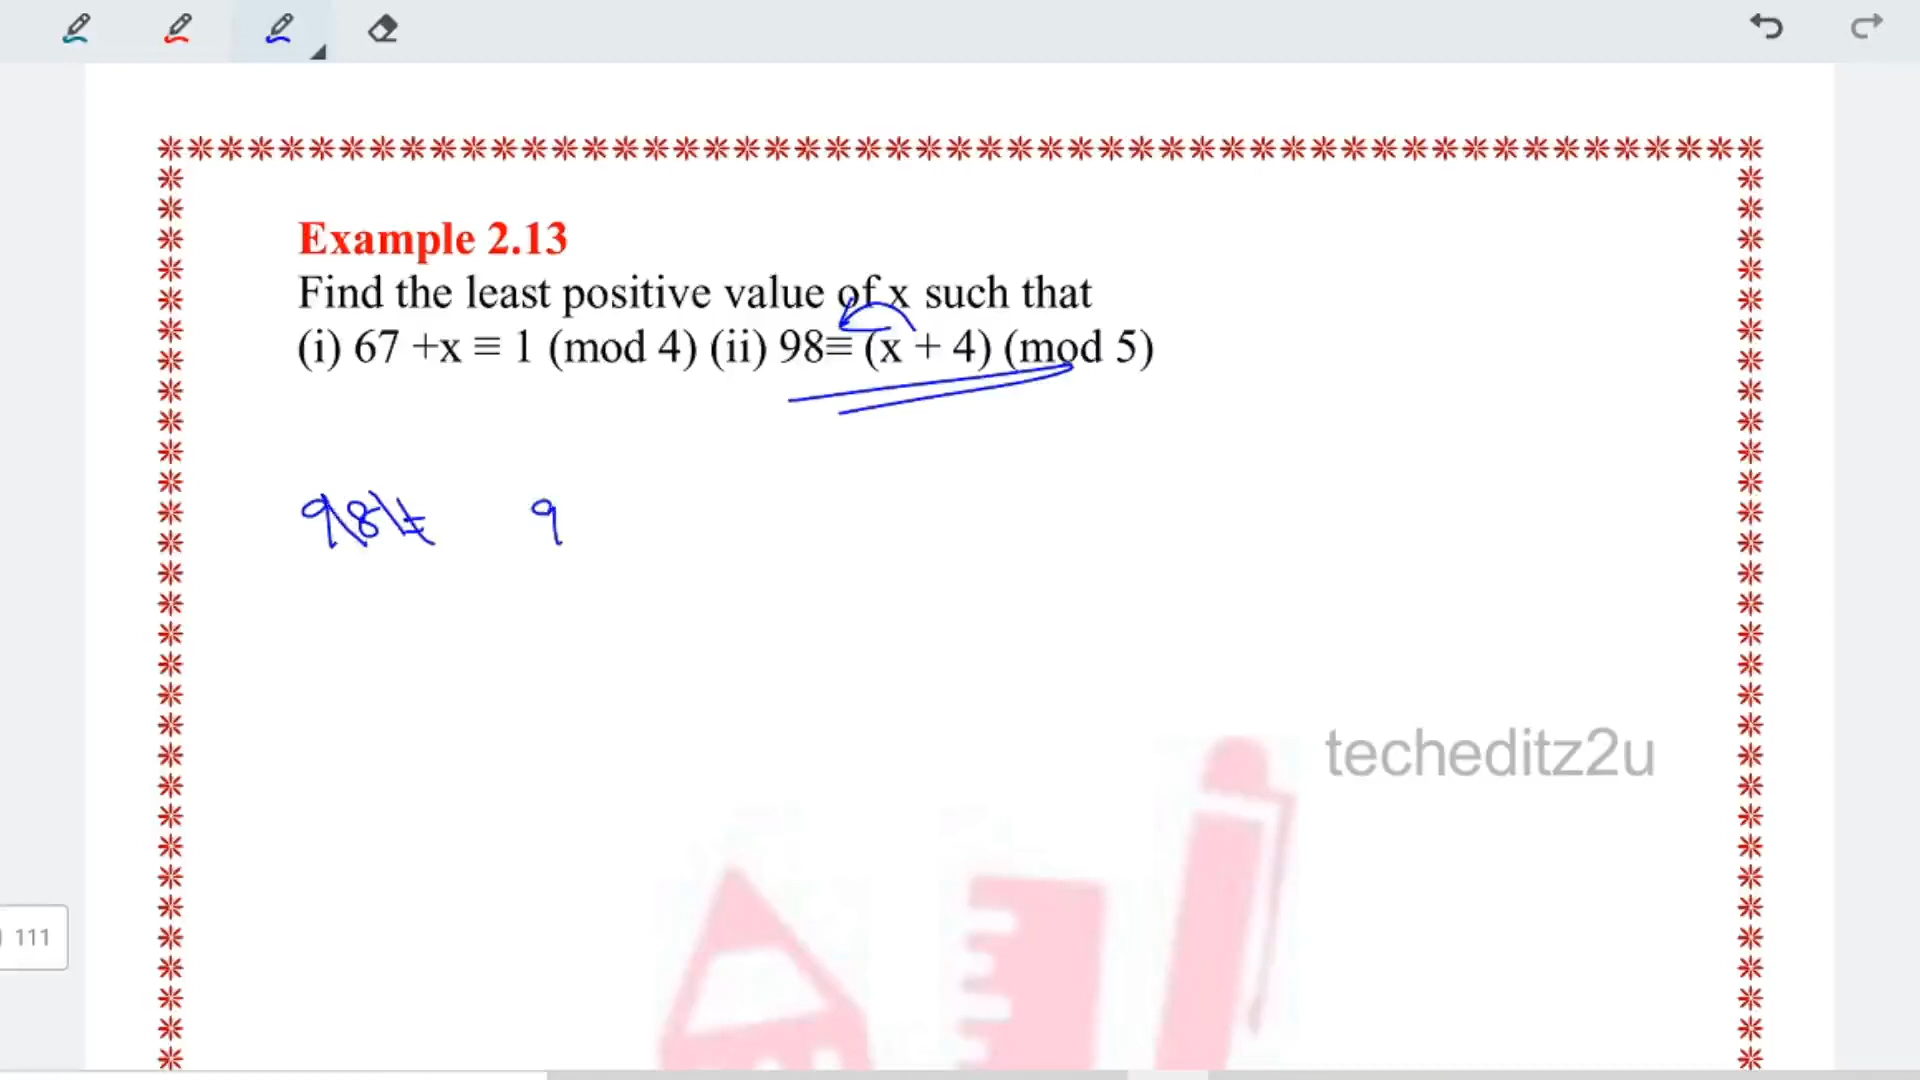 Example 2.13
Find the least positive value of x such that
(i) 67 +x ≡ 1 (mod 4) (ii) 98≡ (x + 4) (mod 5)
98 9
techeditz2u
111